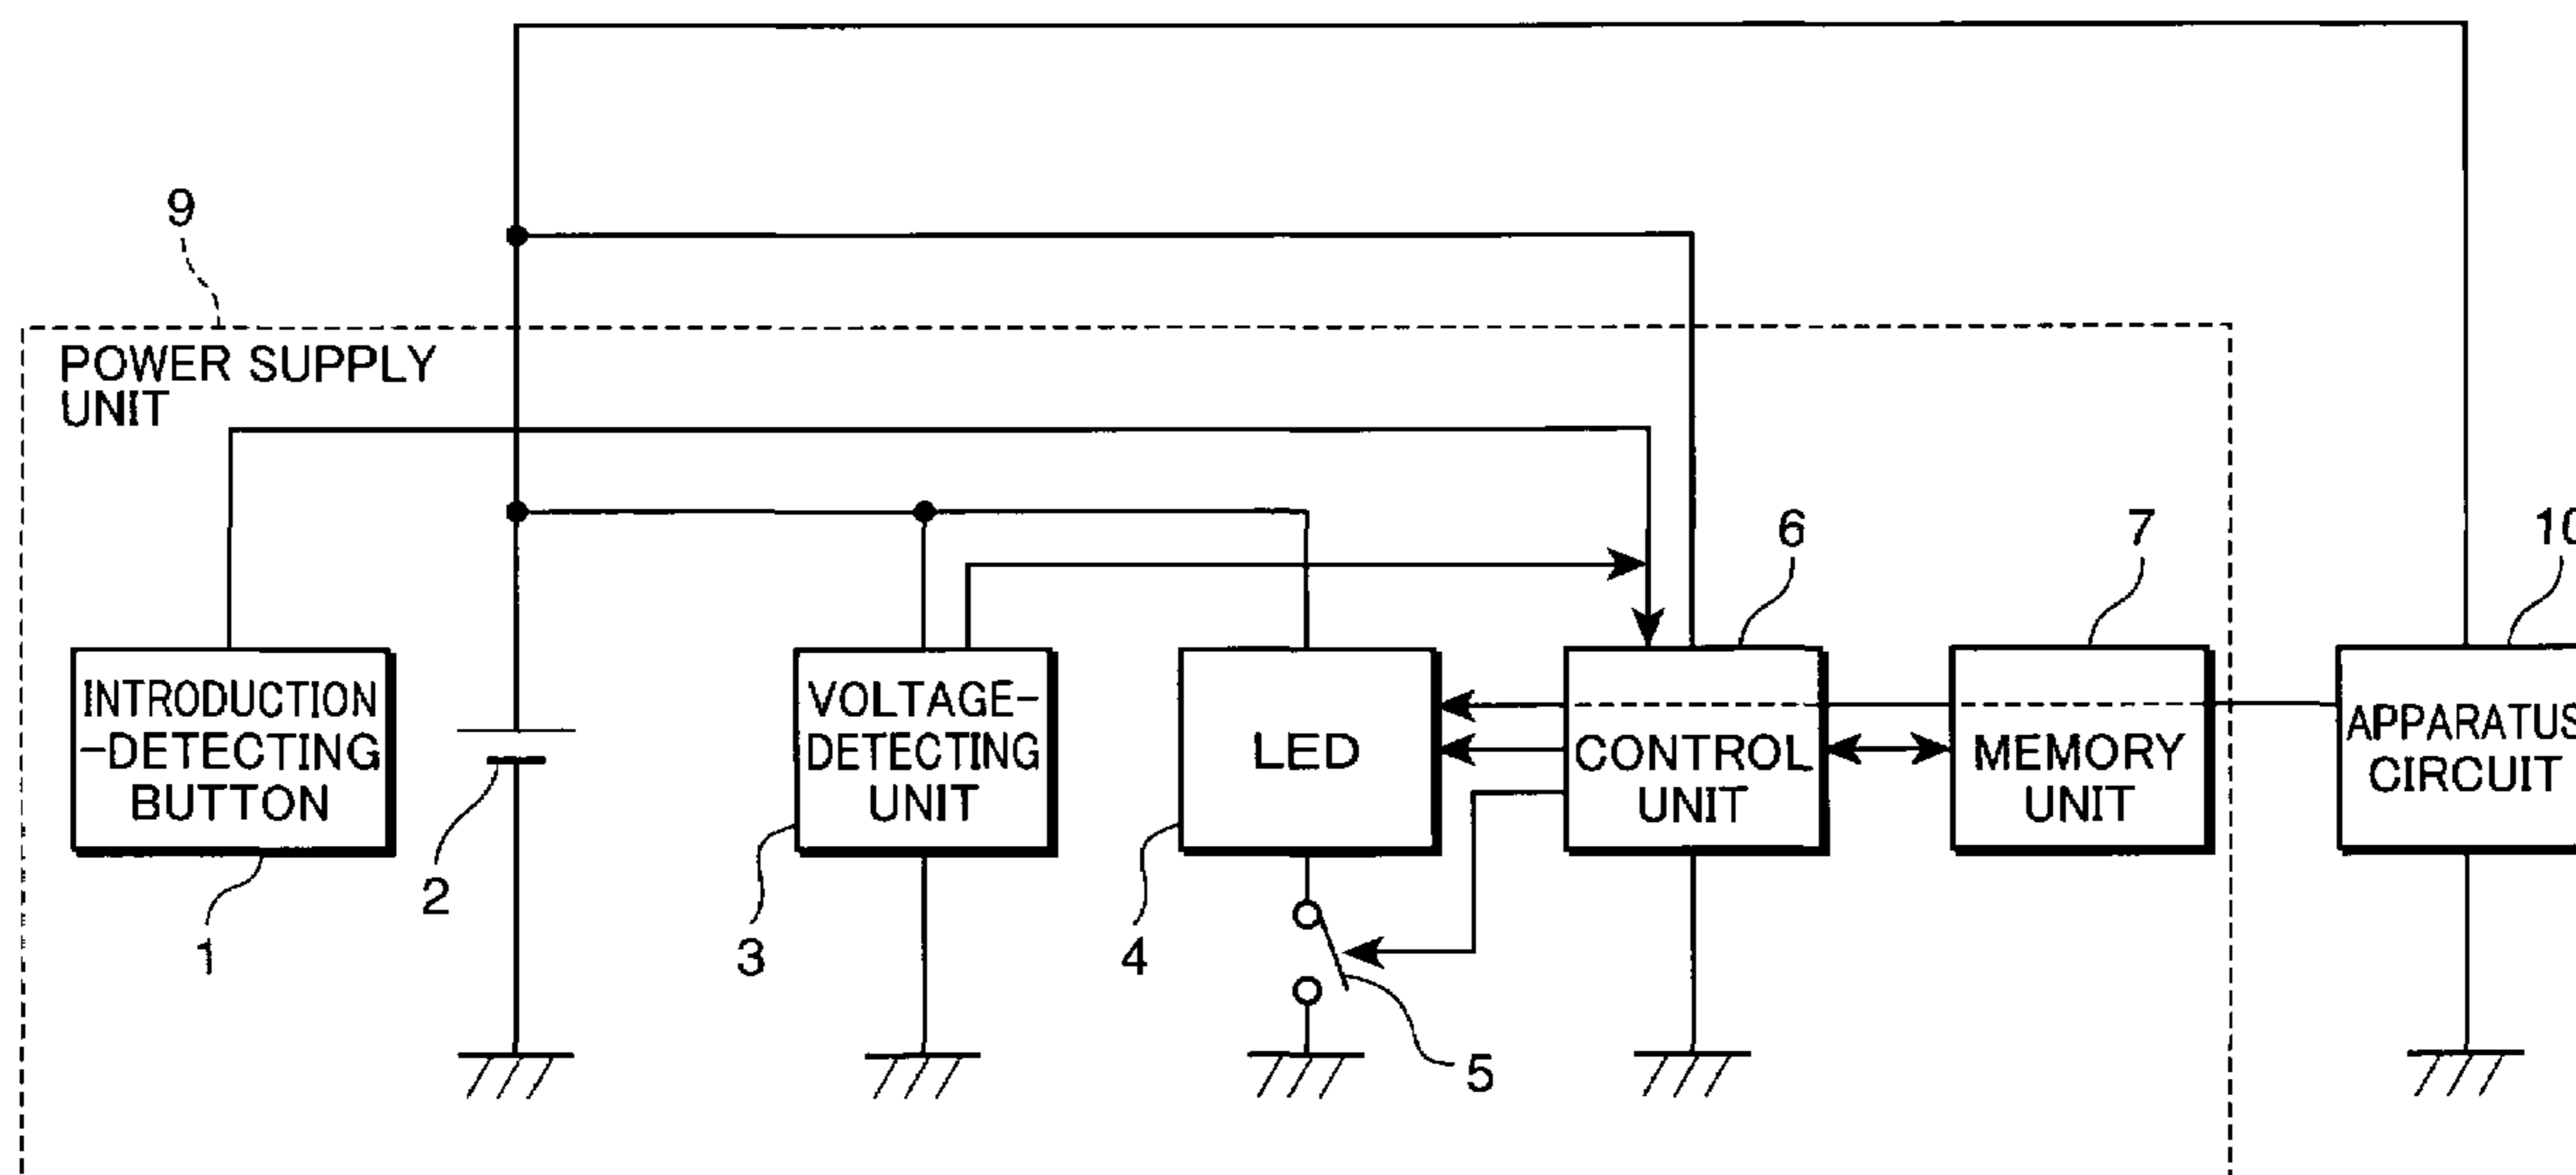 9
POWER SUPPLY
UNIT
6
7
10
INTRODUCTION
-DETECTING
BUTTON
VOLTAGE-
DETECTING
UNIT
LED
CONTROL
UNIT
MEMORY
UNIT
APPARATUS
CIRCUIT
1
2
3
4
5